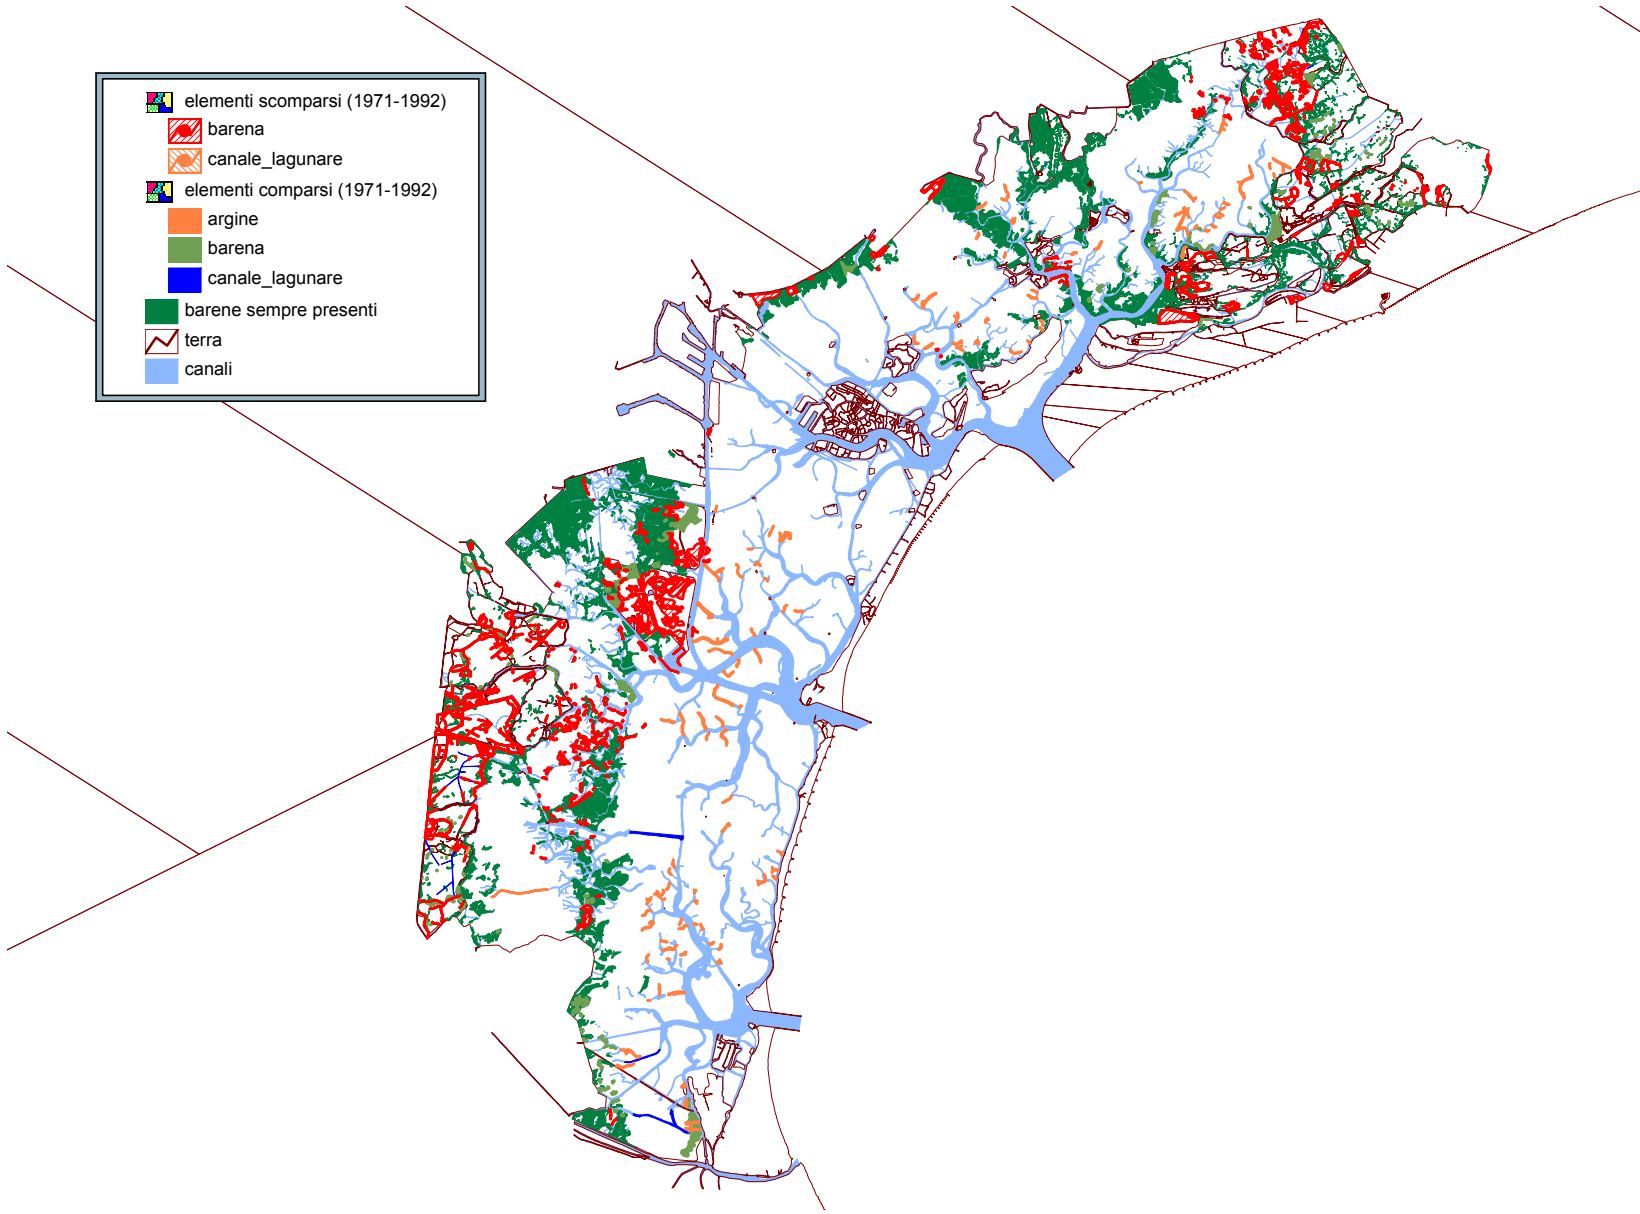 elementi scomparsi (1971-1992)
barena
canale_lagunare
elementi comparsi (1971-1992)
argine
barena
canale_lagunare
barene sempre presenti
terra
canali